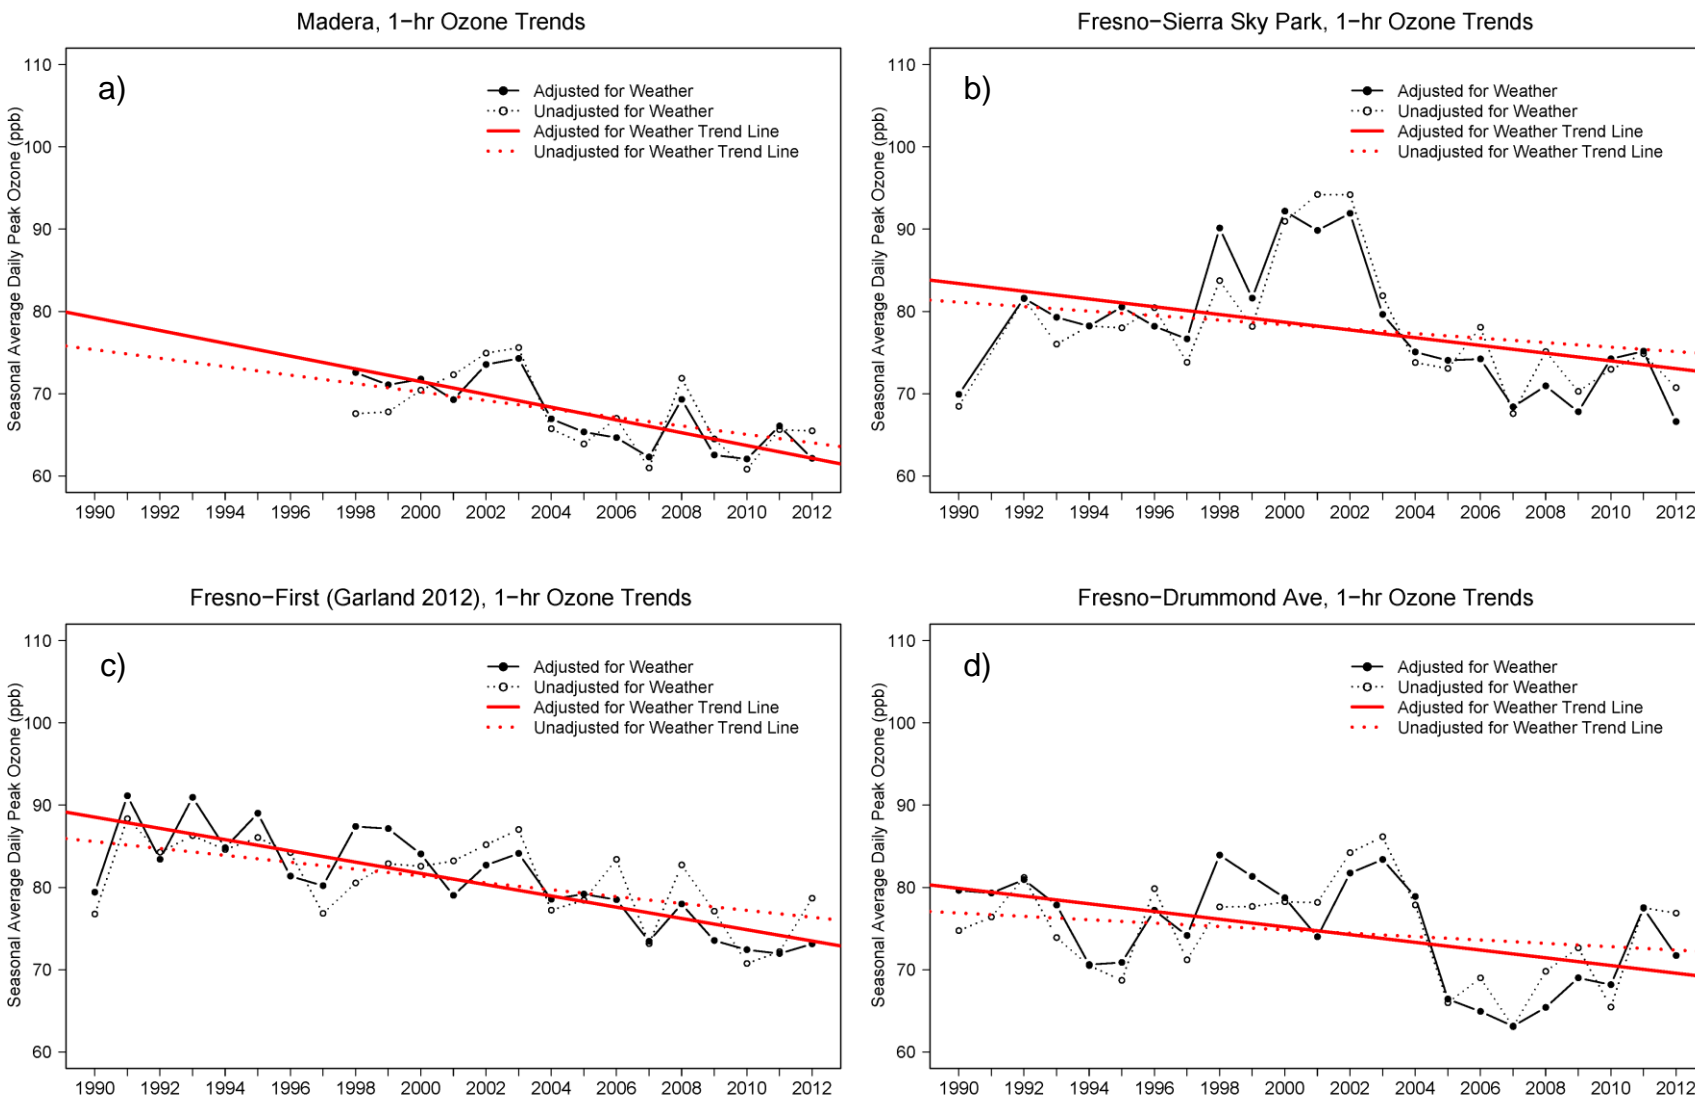 Madera, 1−hr Ozone Trends
a)
Adjusted for Weather
Unadjusted for Weather
Adjusted for Weather Trend Line
Unadjusted for Weather Trend Line
Seasonal Average Daily Peak Ozone (ppb)
110
100
90
80
70
60
1990 1992 1994 1996 1998 2000 2002 2004 2006 2008 2010 2012
Fresno−Sierra Sky Park, 1−hr Ozone Trends
b)
Adjusted for Weather
Unadjusted for Weather
Adjusted for Weather Trend Line
Unadjusted for Weather Trend Line
Seasonal Average Daily Peak Ozone (ppb)
110
100
90
80
70
60
1990 1992 1994 1996 1998 2000 2002 2004 2006 2008 2010 2012
Fresno−First (Garland 2012), 1−hr Ozone Trends
c)
Adjusted for Weather
Unadjusted for Weather
Adjusted for Weather Trend Line
Unadjusted for Weather Trend Line
Seasonal Average Daily Peak Ozone (ppb)
110
100
90
80
70
60
1990 1992 1994 1996 1998 2000 2002 2004 2006 2008 2010 2012
Fresno−Drummond Ave, 1−hr Ozone Trends
d)
Adjusted for Weather
Unadjusted for Weather
Adjusted for Weather Trend Line
Unadjusted for Weather Trend Line
Seasonal Average Daily Peak Ozone (ppb)
110
100
90
80
70
60
1990 1992 1994 1996 1998 2000 2002 2004 2006 2008 2010 2012